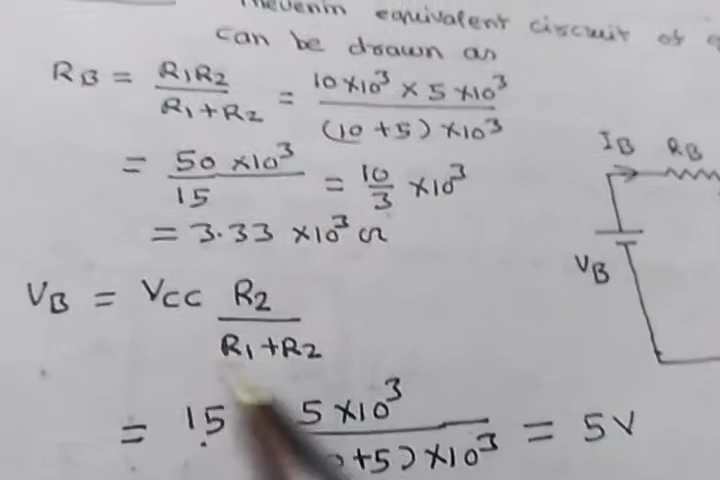 equivalent circuit of
can be drawn as
RB = R1R2 / R1+R2 = 10×10³ × 5×10³ / (10+5)×10³
= 50×10³ / 15 = 10/3 ×10³
= 3.33 ×10³ Ω
IB RB
VB
VB = VCC R2 / R1+R2
= 15 5×10³ / +5)×10³ = 5V